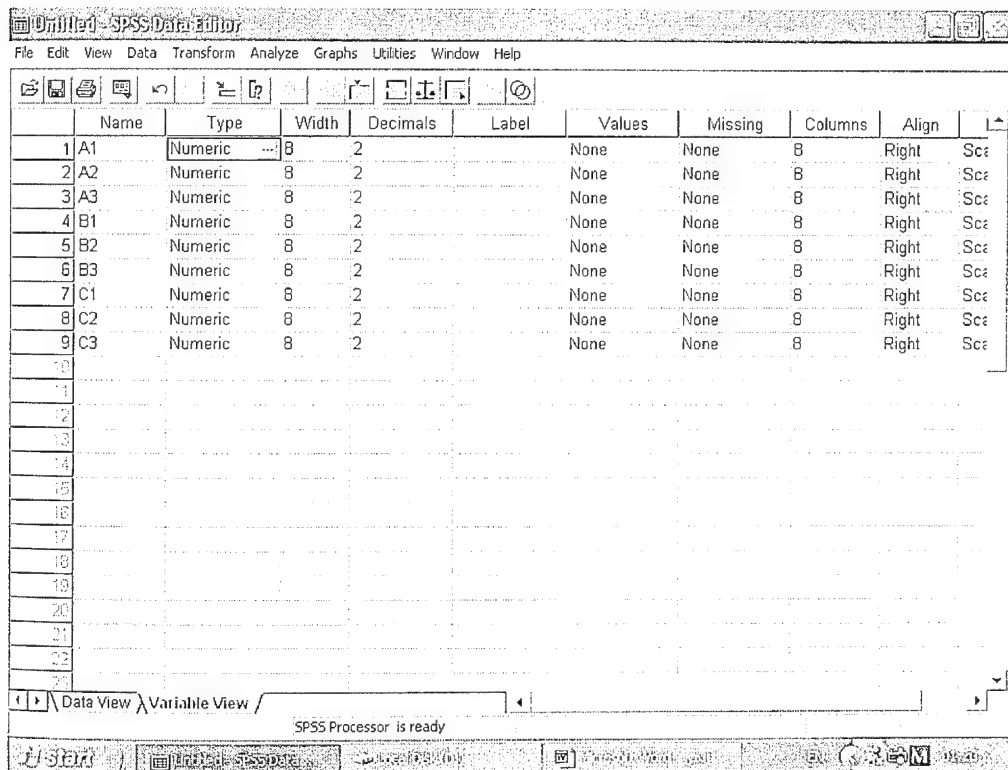 Untitled - SPSS Data Editor
File Edit View Data Transform Analyze Graphs Utilities Window Help
Name Type Width Decimals Label Values Missing Columns Align
1 A1 Numeric ... 8 2 None None 8 Right Sca
2 A2 Numeric 8 2 None None 8 Right Sca
3 A3 Numeric 8 2 None None 8 Right Sca
4 B1 Numeric 8 2 None None 8 Right Sca
5 B2 Numeric 8 2 None None 8 Right Sca
6 B3 Numeric 8 2 None None 8 Right Sca
7 C1 Numeric 8 2 None None 8 Right Sca
8 C2 Numeric 8 2 None None 8 Right Sca
9 C3 Numeric 8 2 None None 8 Right Sca
10
11
12
13
14
15
16
17
18
19
20
21
22
Data View Variable View
SPSS Processor is ready
Start Untitled - SPSS Data...